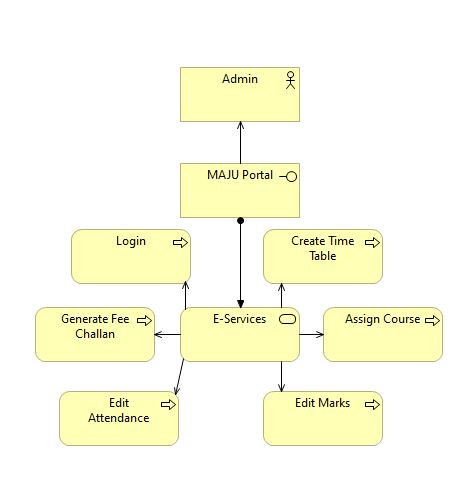 Admin
MAJU Portal
Login
Create Time
Table
Generate Fee
Challan
E-Services
Assign Course
Edit
Attendance
Edit Marks